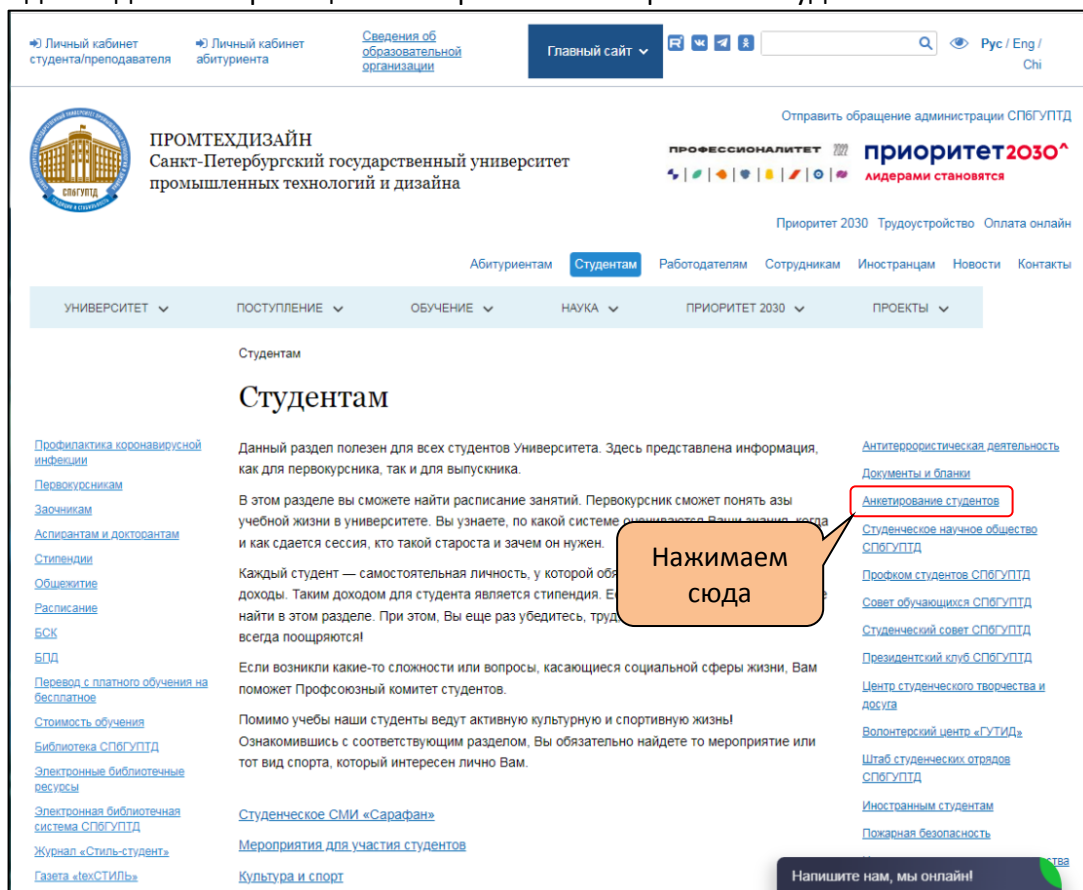 Личный кабинет студента/преподавателя
Личный кабинет абитуриента
Сведения об образовательной организации
Главный сайт
Рус / Eng / Chi
Отправить обращение администрации СПбГУПТД
СПбГУПТД
ПРОМТЕХДИЗАЙН
Санкт-Петербургский государственный университет
промышленных технологий и дизайна
ПРОФЕССИОНАЛИТЕТ
приоритет2030^
лидерами становятся
Приоритет 2030 Трудоустройство Оплата онлайн
Абитуриентам Студентам Работодателям Сотрудникам Иностранцам Новости Контакты
УНИВЕРСИТЕТ ПОСТУПЛЕНИЕ ОБУЧЕНИЕ НАУКА ПРИОРИТЕТ 2030 ПРОЕКТЫ
Студентам
Студентам
Профилактика коронавирусной
инфекции
Первокурсникам
Заочникам
Аспирантам и докторантам
Стипендии
Общежитие
Расписание
БСК
БПД
Перевод с платного обучения на
бесплатное
Стоимость обучения
Библиотека СПбГУПТД
Электронные библиотечные
ресурсы
Электронная библиотечная
система СПбГУПТД
Журнал «Стиль-студент»
Газета «texСТИЛЬ»
Данный раздел полезен для всех студентов Университета. Здесь представлена информация,
как для первокурсника, так и для выпускника.
В этом разделе вы сможете найти расписание занятий. Первокурсник сможет понять азы
учебной жизни в университете. Вы узнаете, по какой системе оцениваются Ваши знания, когда
и как сдается сессия, кто такой староста и зачем он нужен.
Каждый студент — самостоятельная личность, у которой
доходы. Таким доходом для студента является стипендия.
найти в этом разделе. При этом, Вы еще раз убедитесь,
всегда поощряются!
Если возникли какие-то сложности или вопросы, касающиеся социальной сферы жизни, Вам
поможет Профсоюзный комитет студентов.
Помимо учебы наши студенты ведут активную культурную и спортивную жизнь!
Ознакомившись с соответствующим разделом, Вы обязательно найдете то мероприятие или
тот вид спорта, который интересен лично Вам.
Студенческое СМИ «Сарафан»
Мероприятия для участия студентов
Культура и спорт
Нажимаем
сюда
Антитеррористическая деятельность
Документы и бланки
Анкетирование студентов
Студенческое научное общество
СПбГУПТД
Профком студентов СПбГУПТД
Совет обучающихся СПбГУПТД
Студенческий совет СПбГУПТД
Президентский клуб СПбГУПТД
Центр студенческого творчества и
досуга
Волонтерский центр «ГУТИД»
Штаб студенческих отрядов
СПбГУПТД
Иностранным студентам
Пожарная безопасность
Напишите нам, мы онлайн!